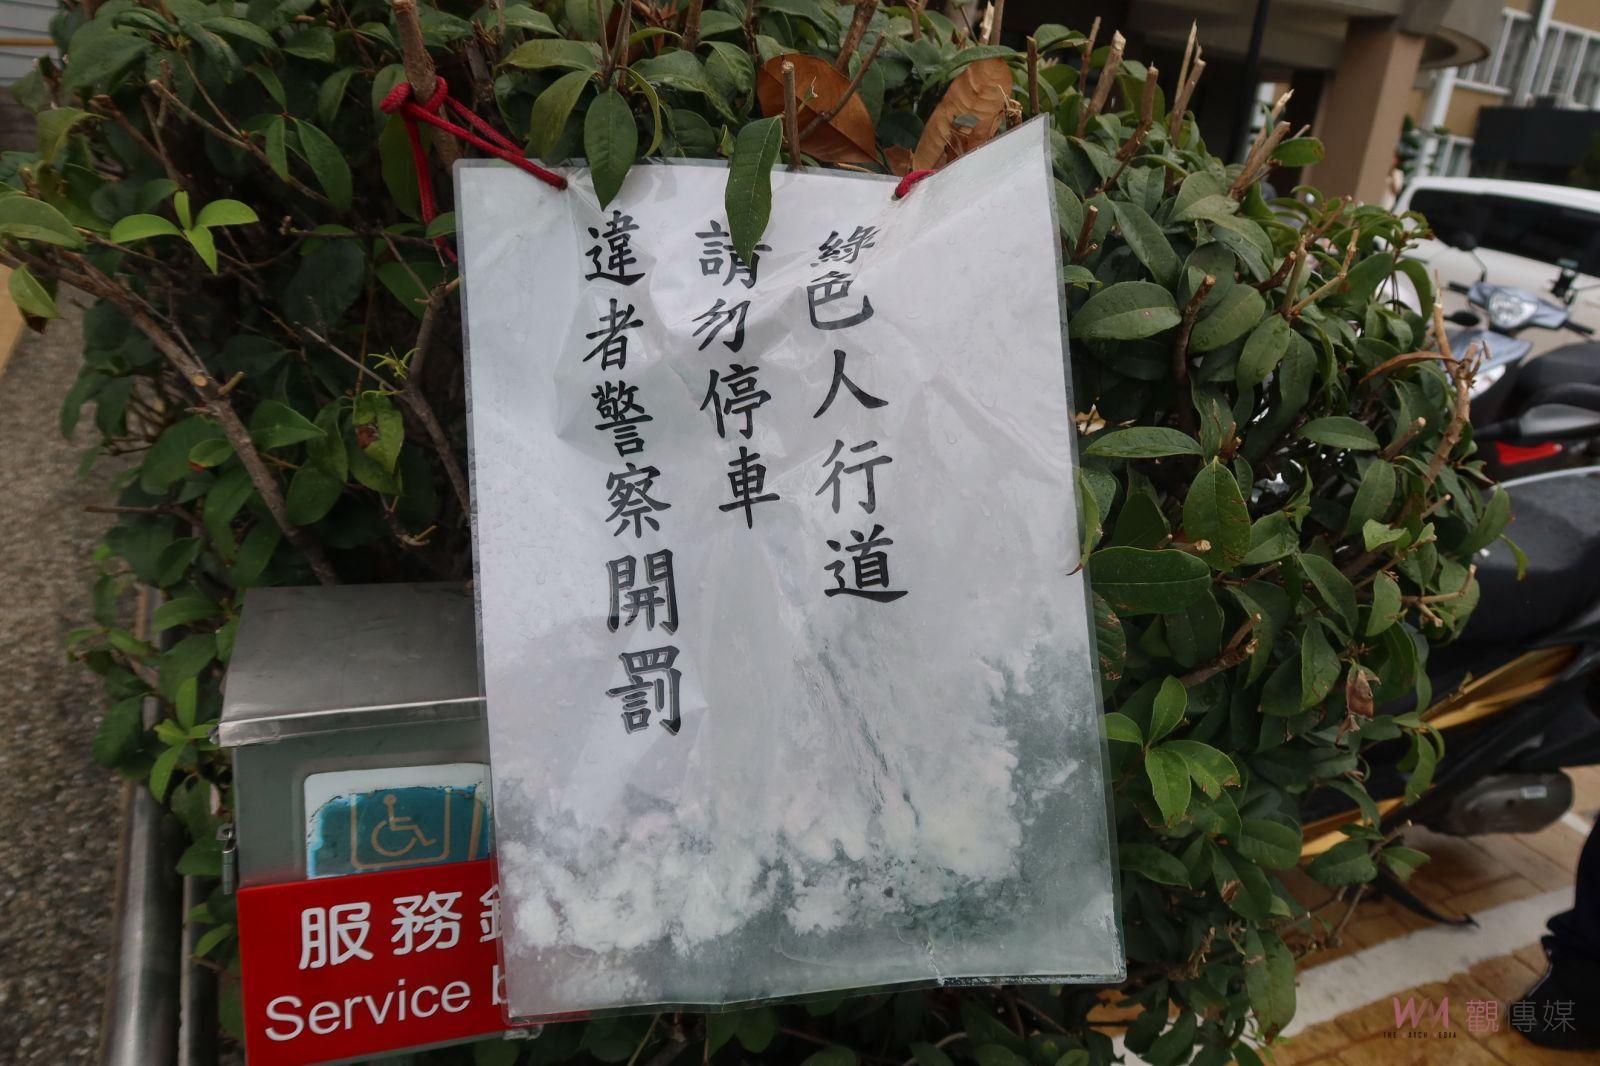 綠色人行道
請勿停車
違者警察開罰
服務
Service
觀傳媒